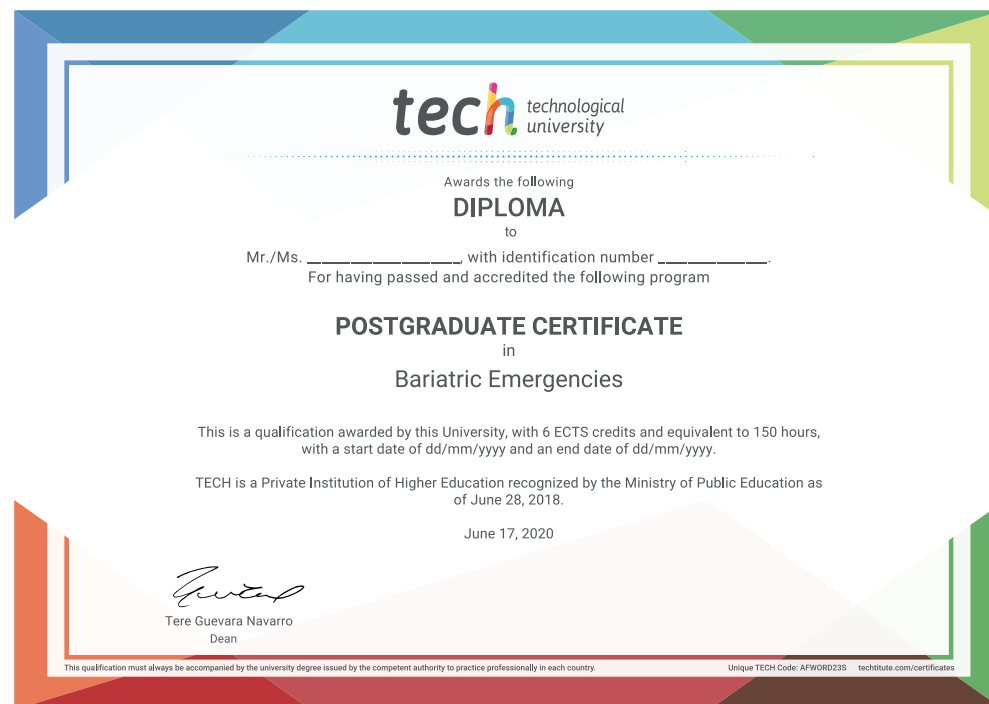 tech technological
university
Awards the following
DIPLOMA
to
Mr./Ms. _____________________, with identification number _______________.
For having passed and accredited the following program
POSTGRADUATE CERTIFICATE
in
Bariatric Emergencies
This is a qualification awarded by this University, with 6 ECTS credits and equivalent to 150 hours,
with a start date of dd/mm/yyyy and an end date of dd/mm/yyyy.
TECH is a Private Institution of Higher Education recognized by the Ministry of Public Education as
of June 28, 2018.
June 17, 2020
Tere Guevara Navarro
Dean
This qualification must always be accompanied by the university degree issued by the competent authority to practice professionally in each country.
Unique TECH Code: AFWORD23S techtitute.com/certificates